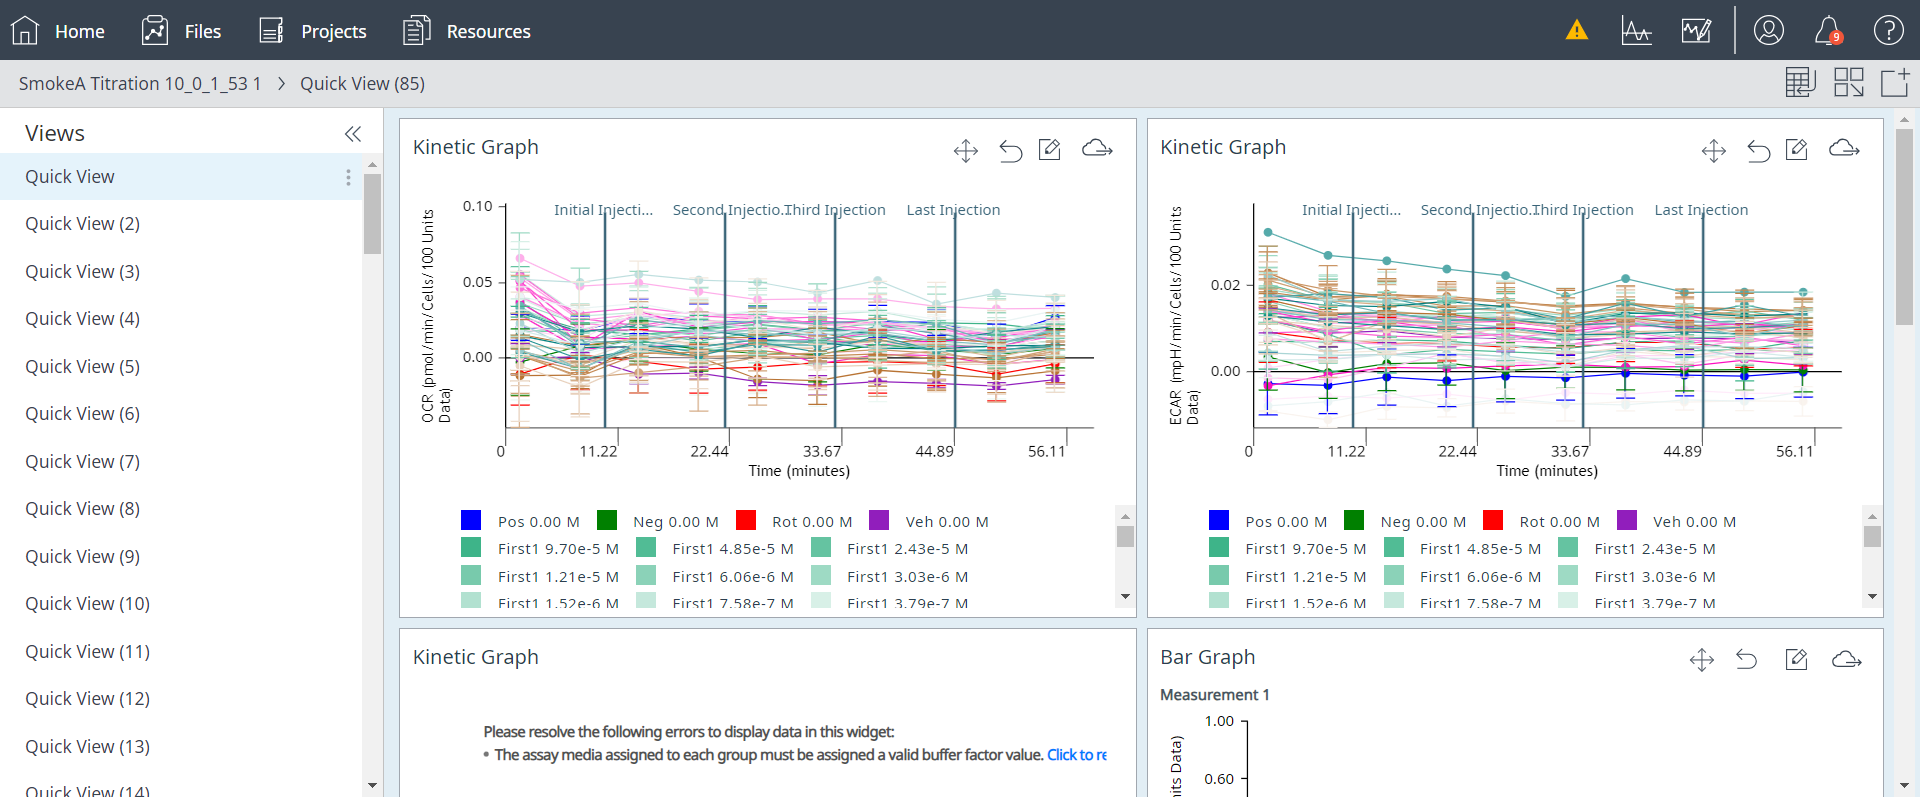 Home Files Projects Resources 9
SmokeA Titration 10_0_1_53 1 > Quick View (85)
Views
Quick View
Quick View (2)
Quick View (3)
Quick View (4)
Quick View (5)
Quick View (6)
Quick View (7)
Quick View (8)
Quick View (9)
Quick View (10)
Quick View (11)
Quick View (12)
Quick View (13)
Quick View (14)
Kinetic Graph
Initial Injecti... Second Injectio... Third Injection Last Injection
OCR (pmol/min/Cells/100 Units
Data)
0.10
0.05
0.00
0 11.22 22.44 33.67 44.89 56.11
Time (minutes)
Pos 0.00 M Neg 0.00 M Rot 0.00 M Veh 0.00 M
First1 9.70e-5 M First1 4.85e-5 M First1 2.43e-5 M
First1 1.21e-5 M First1 6.06e-6 M First1 3.03e-6 M
First1 1.52e-6 M First1 7.58e-7 M First1 3.79e-7 M
Kinetic Graph
Initial Injecti... Second Injectio... Third Injection Last Injection
ECAR (mpH/min/Cells/100 Units
Data)
0.02
0.00
0 11.22 22.44 33.67 44.89 56.11
Time (minutes)
Pos 0.00 M Neg 0.00 M Rot 0.00 M Veh 0.00 M
First1 9.70e-5 M First1 4.85e-5 M First1 2.43e-5 M
First1 1.21e-5 M First1 6.06e-6 M First1 3.03e-6 M
First1 1.52e-6 M First1 7.58e-7 M First1 3.79e-7 M
Kinetic Graph
Please resolve the following errors to display data in this widget:
• The assay media assigned to each group must be assigned a valid buffer factor value. Click to re
Bar Graph
Measurement 1
1.00
0.60
nits Data)